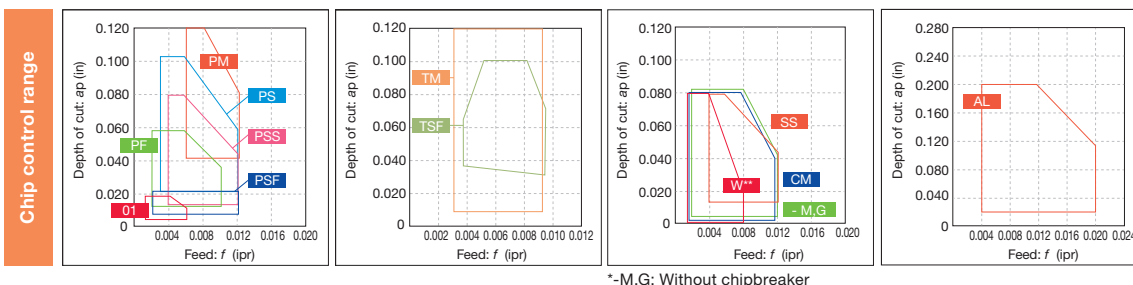 Chip control range
Depth of cut: ap (in)
0.120
0.100
0.080
0.060
0.040
0.020
0
PM
PS
PSS
PF
PSF
01
0.004 0.008 0.012 0.016 0.020
Feed: f (ipr)
Depth of cut: ap (in)
0.120
0.100
0.080
0.060
0.040
0.020
0
TM
TSF
0.002 0.004 0.006 0.008 0.010 0.012
Feed: f (ipr)
Depth of cut: ap (in)
0.120
0.100
0.080
0.060
0.040
0.020
0
SS
W**
CM
- M,G
0.004 0.008 0.012 0.016 0.020
Feed: f (ipr)
*-M.G: Without chipbreaker
Depth of cut: ap (in)
0.280
0.240
0.200
0.160
0.120
0.080
0.040
0
AL
0.004 0.008 0.012 0.016 0.020 0.024
Feed: f (ipr)